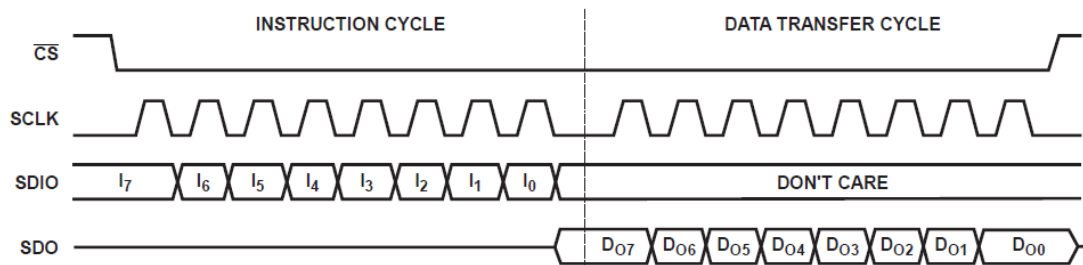 INSTRUCTION CYCLE DATA TRANSFER CYCLE
CS
SCLK
SDIO I7 I6 I5 I4 I3 I2 I1 I0 DON'T CARE
SDO DO7 DO6 DO5 DO4 DO3 DO2 DO1 DO0